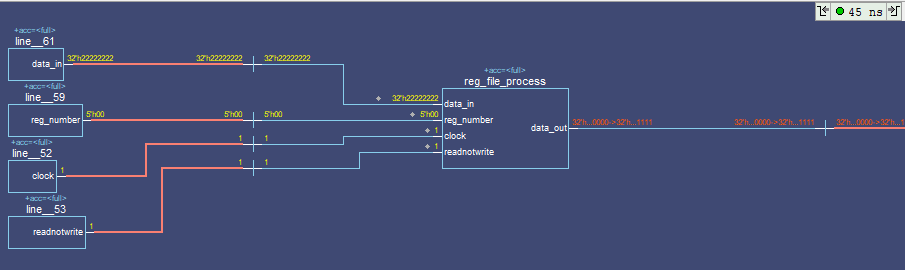 45 ns
+acc=<full>
line__61
data_in
32'h22222222 32'h22222222 32'h22222222
+acc=<full>
line__59
reg_number
5'h00 5'h00 5'h00
+acc=<full>
line__52
clock
1 1 1
+acc=<full>
line__53
readnotwrite
1 1 1
+acc=<full>
reg_file_process
32'h22222222 data_in
5'h00 reg_number
1 clock
1 readnotwrite
data_out
32'h...0000->32'h...1111 32'h...0000->32'h...1111 32'h...0000->32'h...1